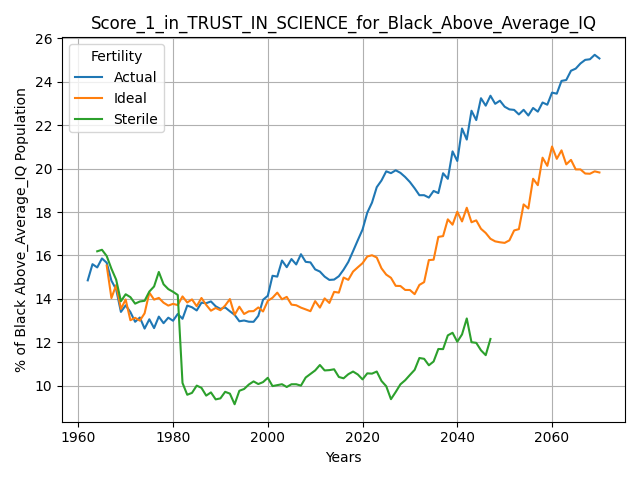 Score_1_in_TRUST_IN_SCIENCE_for_Black_Above_Average_IQ
26
24
22
20
18
16
14
12
10
% of Black Above_Average_IQ Population
Fertility
Actual
Ideal
Sterile
1960 1980 2000 2020 2040 2060
Years